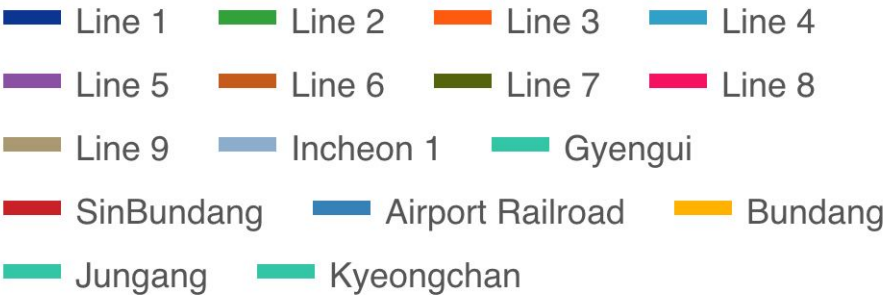 Line 1 Line 2 Line 3 Line 4
Line 5 Line 6 Line 7 Line 8
Line 9 Incheon 1 Gyengui
SinBundang Airport Railroad Bundang
Jungang Kyeongchan